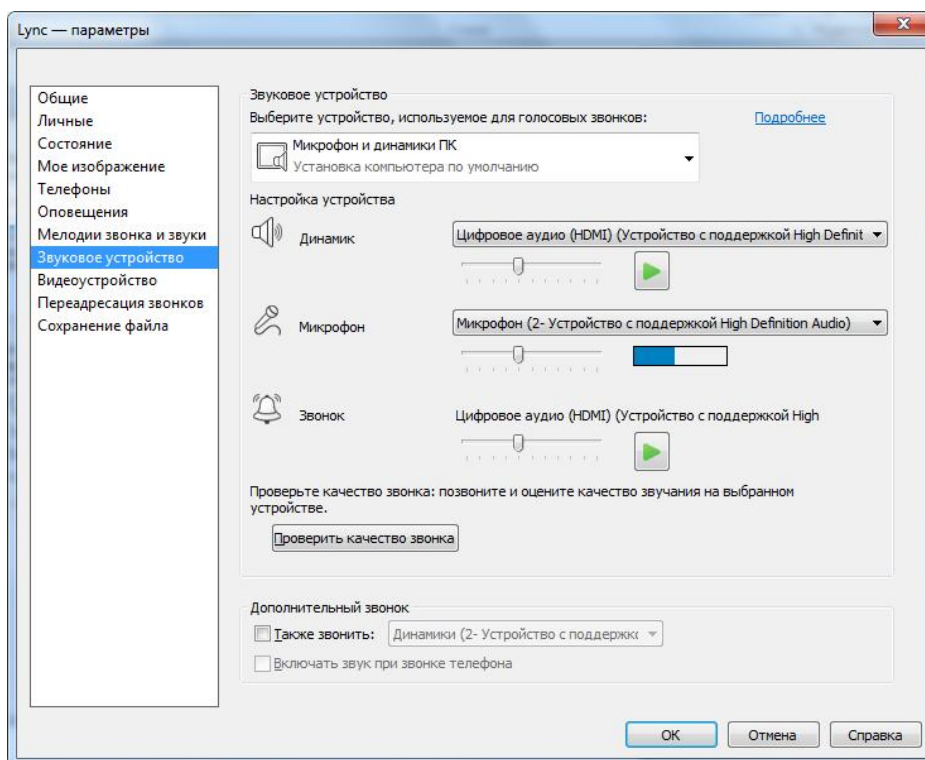 Lync — параметры
Общие
Личные
Состояние
Мое изображение
Телефоны
Оповещения
Мелодии звонка и звуки
Звуковое устройство
Видеоустройство
Переадресация звонков
Сохранение файла
Звуковое устройство
Выберите устройство, используемое для голосовых звонков:
Подробнее
Микрофон и динамики ПК
Установка компьютера по умолчанию
Настройка устройства
Динамик
Цифровое аудио (HDMI) (Устройство с поддержкой High Definit
Микрофон
Микрофон (2- Устройство с поддержкой High Definition Audio)
Звонок
Цифровое аудио (HDMI) (Устройство с поддержкой High
Проверьте качество звонка: позвоните и оцените качество звучания на выбранном
устройстве.
Проверить качество звонка
Дополнительный звонок
Также звонить:
Динамики (2- Устройство с поддержкс
Включать звук при звонке телефона
ОК
Отмена
Справка